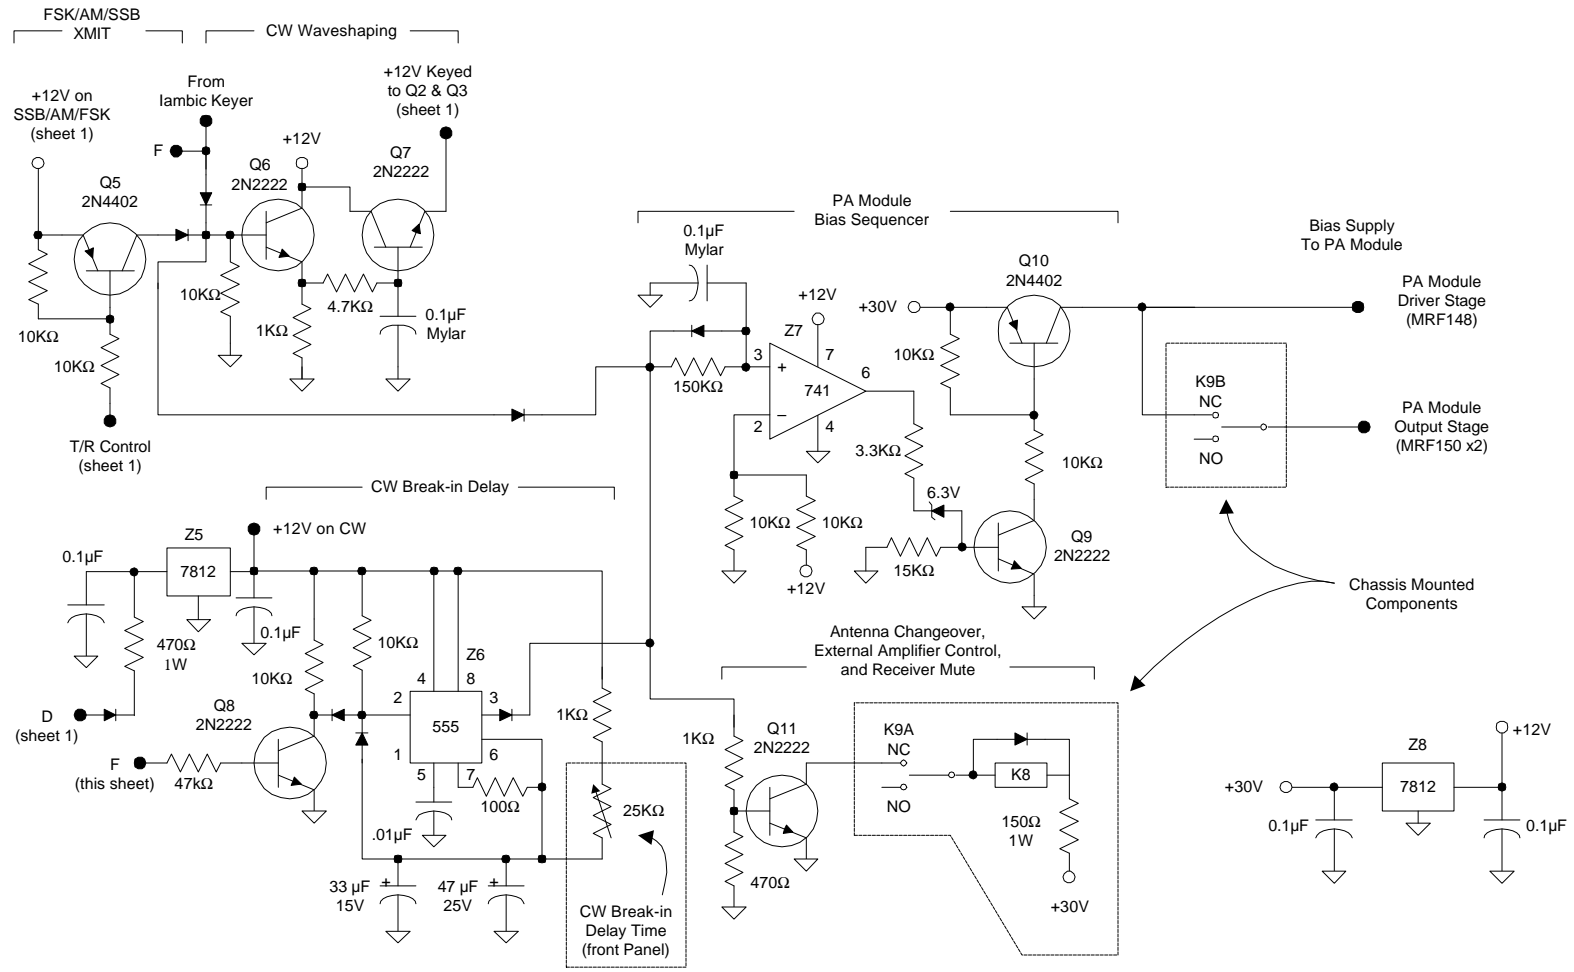 FSK/AM/SSB
XMIT
CW Waveshaping
+12V on
SSB/AM/FSK
(sheet 1)
From
Iambic Keyer
F
+12V Keyed
to Q2 & Q3
(sheet 1)
+12V
Q5
2N4402
Q6
2N2222
Q7
2N2222
10KΩ
10KΩ
10KΩ
1KΩ
4.7KΩ
0.1µF
Mylar
T/R Control
(sheet 1)
PA Module
Bias Sequencer
0.1µF
Mylar
150KΩ
Z7
+12V
3
7
+
741
6
−
2
4
10KΩ
10KΩ
+12V
3.3KΩ
6.3V
15KΩ
Q9
2N2222
+30V
10KΩ
Q10
2N4402
10KΩ
Bias Supply
To PA Module
PA Module
Driver Stage
(MRF148)
K9B
NC
NO
PA Module
Output Stage
(MRF150 x2)
Chassis Mounted
Components
CW Break-in Delay
+12V on CW
Z5
7812
0.1µF
0.1µF
470Ω
1W
D
(sheet 1)
F
(this sheet)
47kΩ
Q8
2N2222
10KΩ
10KΩ
Z6
4
8
2
3
555
1
6
5
7
100Ω
.01µF
1KΩ
25KΩ
33 µF
15V
47 µF
25V
+
+
CW Break-in
Delay Time
(front Panel)
Antenna Changeover,
External Amplifier Control,
and Receiver Mute
1KΩ
Q11
2N2222
470Ω
K9A
NC
NO
K8
150Ω
1W
+30V
+12V
Z8
7812
+30V
0.1µF
0.1µF